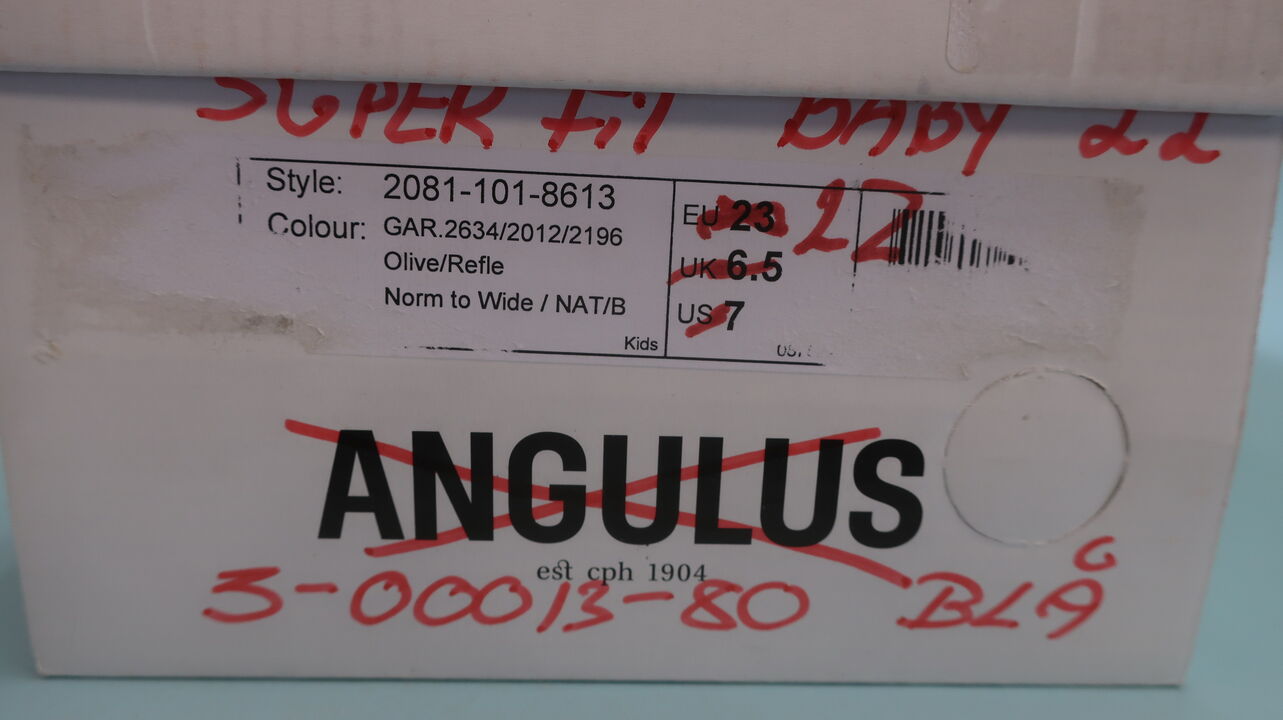 SUPER FiT BABY 22
Style: 2081-101-8613
Colour: GAR.2634/2012/2196
Olive/Refle
Norm to Wide / NAT/B
Kids
EU 23 22
UK 6.5
US 7
ANGULUS
est cph 1904
3-00013-80 BLÅ